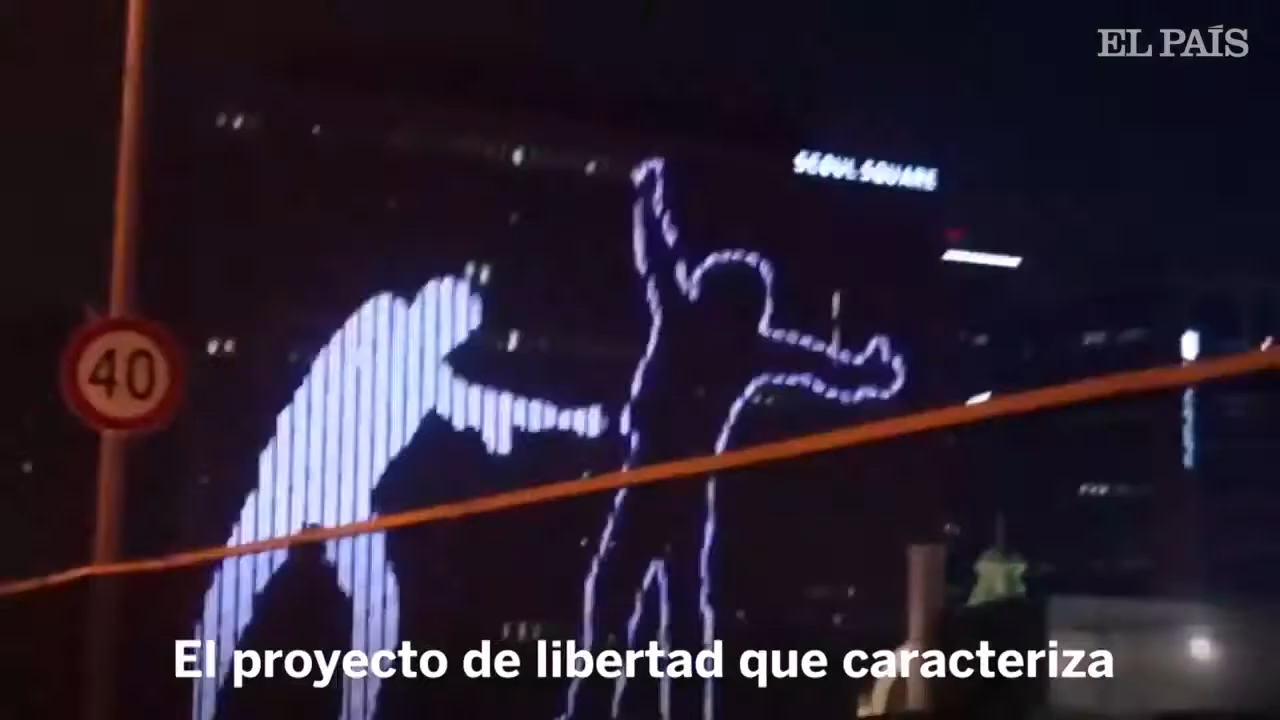 EL PAÍS
SEOUL SQUARE
40
El proyecto de libertad que caracteriza